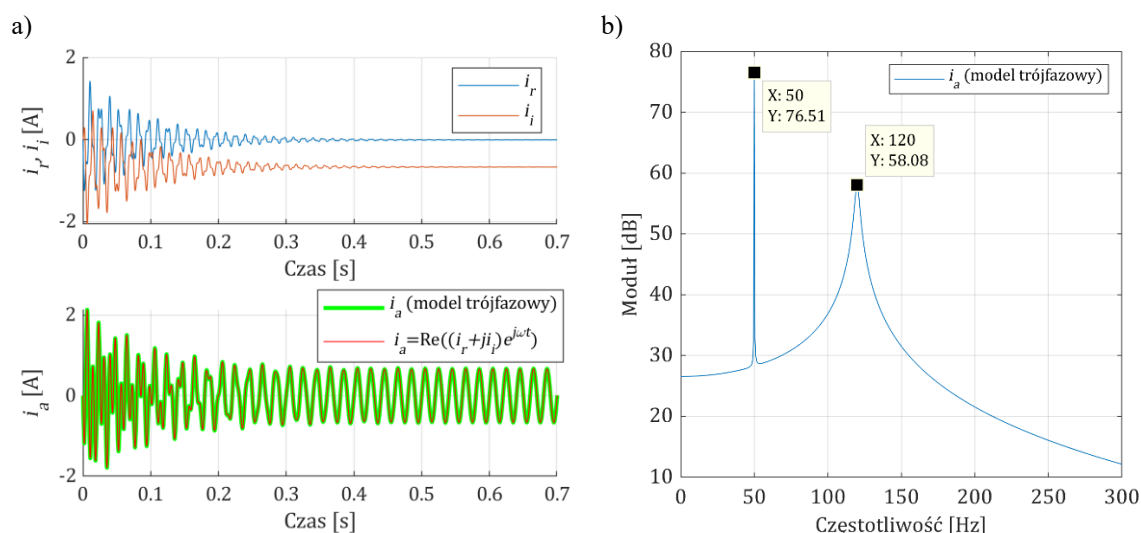 a)
2
0
-2
i_r, i_i [A]
i_r
i_i
0 0.1 0.2 0.3 0.4 0.5 0.6 0.7
Czas [s]
2
0
-2
i_a [A]
i_a (model trójfazowy)
i_a=Re((i_r+ji_i)e^{jωt})
0 0.1 0.2 0.3 0.4 0.5 0.6 0.7
Czas [s]
b)
80
70
60
50
40
30
20
10
Moduł [dB]
i_a (model trójfazowy)
X: 50
Y: 76.51
X: 120
Y: 58.08
0 50 100 150 200 250 300
Czestotliwość [Hz]